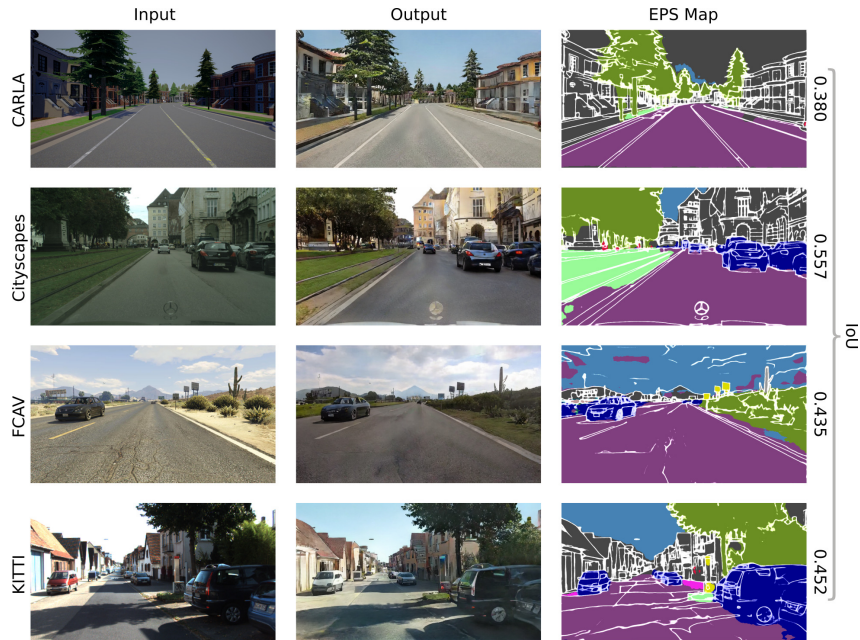 Input Output EPS Map
CARLA 0.380
Cityscapes 0.557
IoU
FCAV 0.435
KITTI 0.452